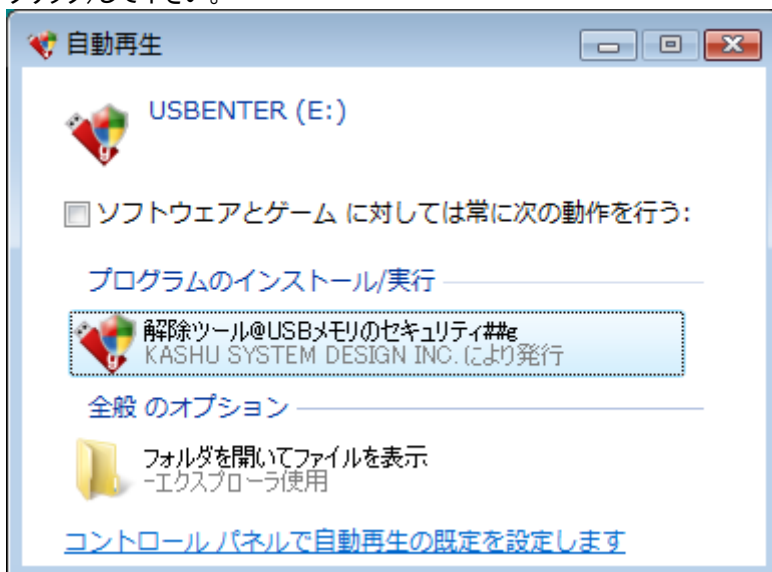 クリックして下さい。
自動再生
USBENTER (E:)
ソフトウェアとゲーム に対しては常に次の動作を行う:
プログラムのインストール/実行
解除ツール@USBメモリのセキュリティ##g
KASHU SYSTEM DESIGN INC. により発行
全般 のオプション
フォルダを開いてファイルを表示
-エクスプローラ使用
コントロール パネルで自動再生の既定を設定します